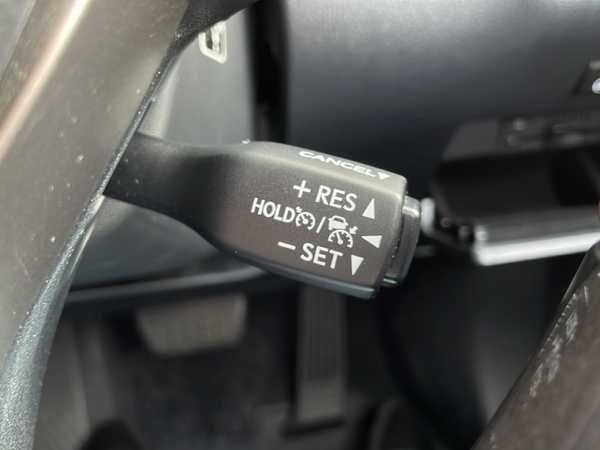 CANCEL▼
+ RES ▲
HOLD / ◀
− SET ▼